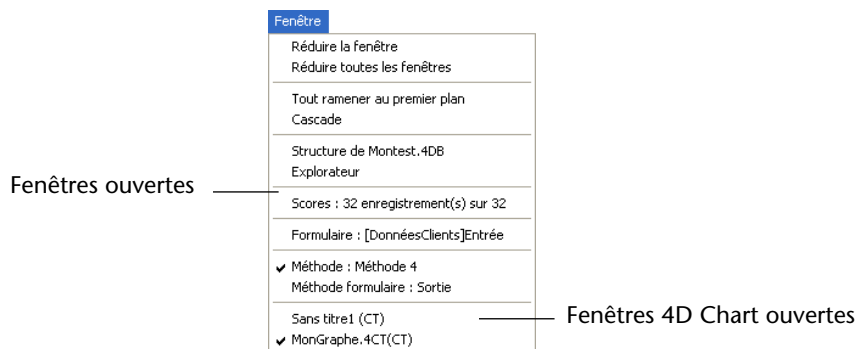 Fenêtre
Réduire la fenêtre
Réduire toutes les fenêtres
Tout ramener au premier plan
Cascade
Structure de Montest.4DB
Explorateur
Fenêtres ouvertes
Scores : 32 enregistrement(s) sur 32
Formulaire : [DonnéesClients]Entrée
✓ Méthode : Méthode 4
Méthode formulaire : Sortie
Sans titre1 (CT)
Fenêtres 4D Chart ouvertes
✓ MonGraphe.4CT(CT)